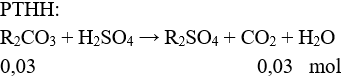 PTHH:
R₂CO₃ + H₂SO₄ → R₂SO₄ + CO₂ + H₂O
0,03 0,03 mol